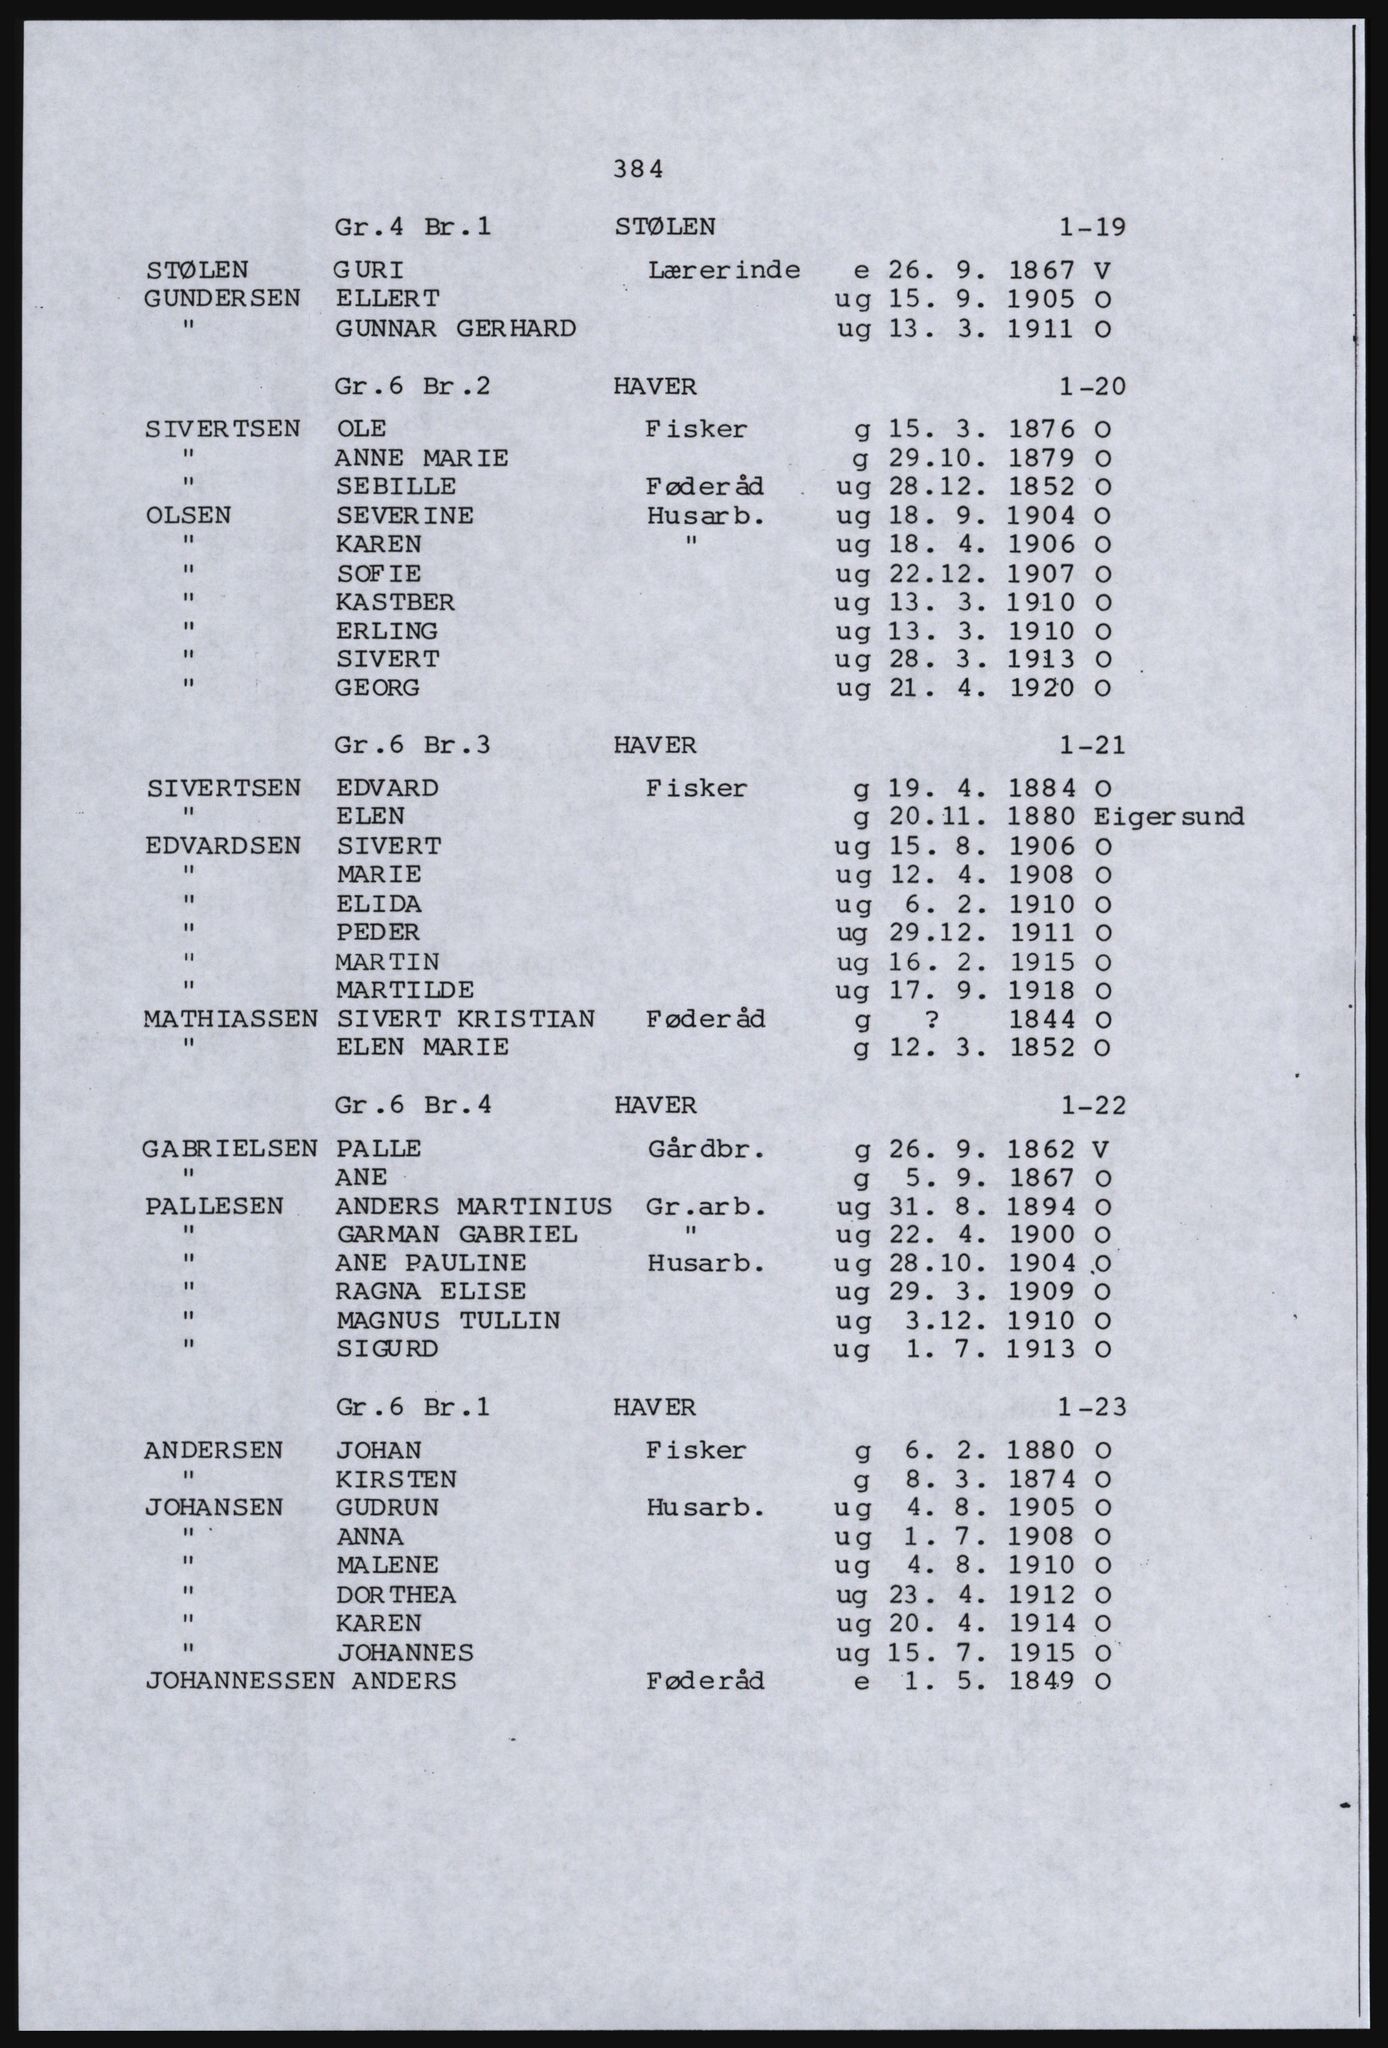 384
Gr.4 Br.1 STØLEN 1-19
STØLEN GURI Lærerinde e 26. 9. 1867 V
GUNDERSEN ELLERT ug 15. 9. 1905 O
" GUNNAR GERHARD ug 13. 3. 1911 O
Gr.6 Br.2 HAVER 1-20
SIVERTSEN OLE Fisker g 15. 3. 1876 O
" ANNE MARIE g 29.10. 1879 O
" SEBILLE Føderåd ug 28.12. 1852 O
OLSEN SEVERINE Husarb. ug 18. 9. 1904 O
" KAREN " ug 18. 4. 1906 O
" SOFIE ug 22.12. 1907 O
" KASTBER ug 13. 3. 1910 O
" ERLING ug 13. 3. 1910 O
" SIVERT ug 28. 3. 1913 O
" GEORG ug 21. 4. 1920 O
Gr.6 Br.3 HAVER 1-21
SIVERTSEN EDVARD Fisker g 19. 4. 1884 O
" ELEN g 20.11. 1880 Eigersund
EDVARDSEN SIVERT ug 15. 8. 1906 O
" MARIE ug 12. 4. 1908 O
" ELIDA ug 6. 2. 1910 O
" PEDER ug 29.12. 1911 O
" MARTIN ug 16. 2. 1915 O
" MARTILDE ug 17. 9. 1918 O
MATHIASSEN SIVERT KRISTIAN Føderåd g ? 1844 O
" ELEN MARIE g 12. 3. 1852 O
Gr.6 Br.4 HAVER 1-22
GABRIELSEN PALLE Gårdbr. g 26. 9. 1862 V
" ANE g 5. 9. 1867 O
PALLESEN ANDERS MARTINIUS Gr.arb. ug 31. 8. 1894 O
" GARMAN GABRIEL " ug 22. 4. 1900 O
" ANE PAULINE Husarb. ug 28.10. 1904 O
" RAGNA ELISE ug 29. 3. 1909 O
" MAGNUS TULLIN ug 3.12. 1910 O
" SIGURD ug 1. 7. 1913 O
Gr.6 Br.1 HAVER 1-23
ANDERSEN JOHAN Fisker g 6. 2. 1880 O
" KIRSTEN g 8. 3. 1874 O
JOHANSEN GUDRUN Husarb. ug 4. 8. 1905 O
" ANNA ug 1. 7. 1908 O
" MALENE ug 4. 8. 1910 O
" DORTHEA ug 23. 4. 1912 O
" KAREN ug 20. 4. 1914 O
" JOHANNES ug 15. 7. 1915 O
JOHANNESSEN ANDERS Føderåd e 1. 5. 1849 O